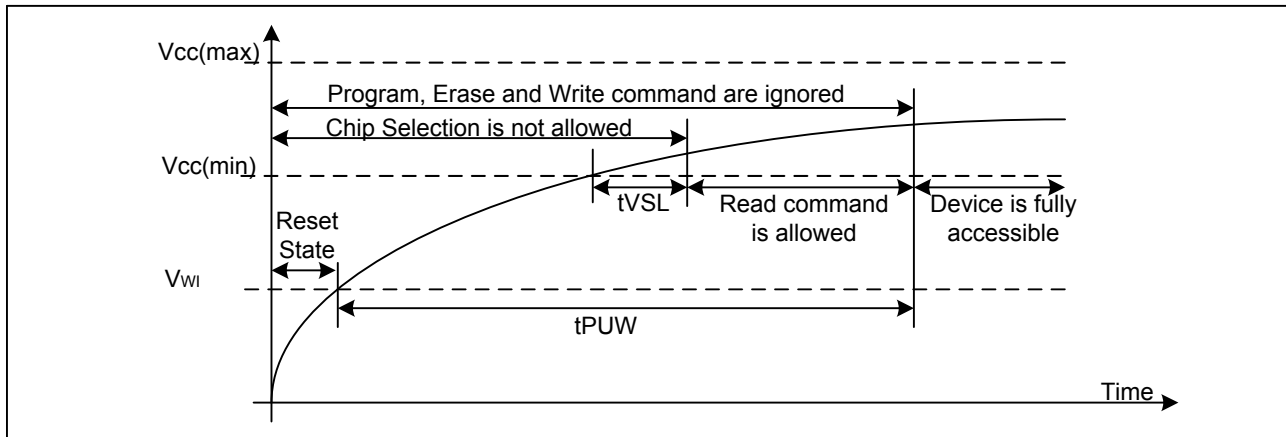 Vcc(max)
Program, Erase and Write command are ignored
Chip Selection is not allowed
Vcc(min)
tVSL
Read command
is allowed
Device is fully
accessible
Reset
State
VWI
tPUW
Time